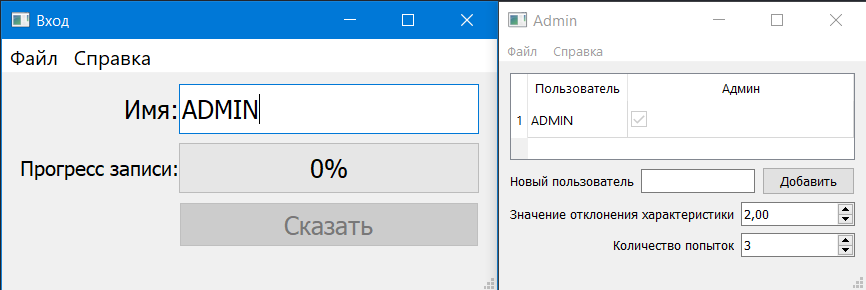 Вход
Файл Справка
Имя: ADMIN
Прогресс записи: 0%
Сказать
Admin
Файл Справка
Пользователь Админ
1 ADMIN
Новый пользователь Добавить
Значение отклонения характеристики 2,00
Количество попыток 3